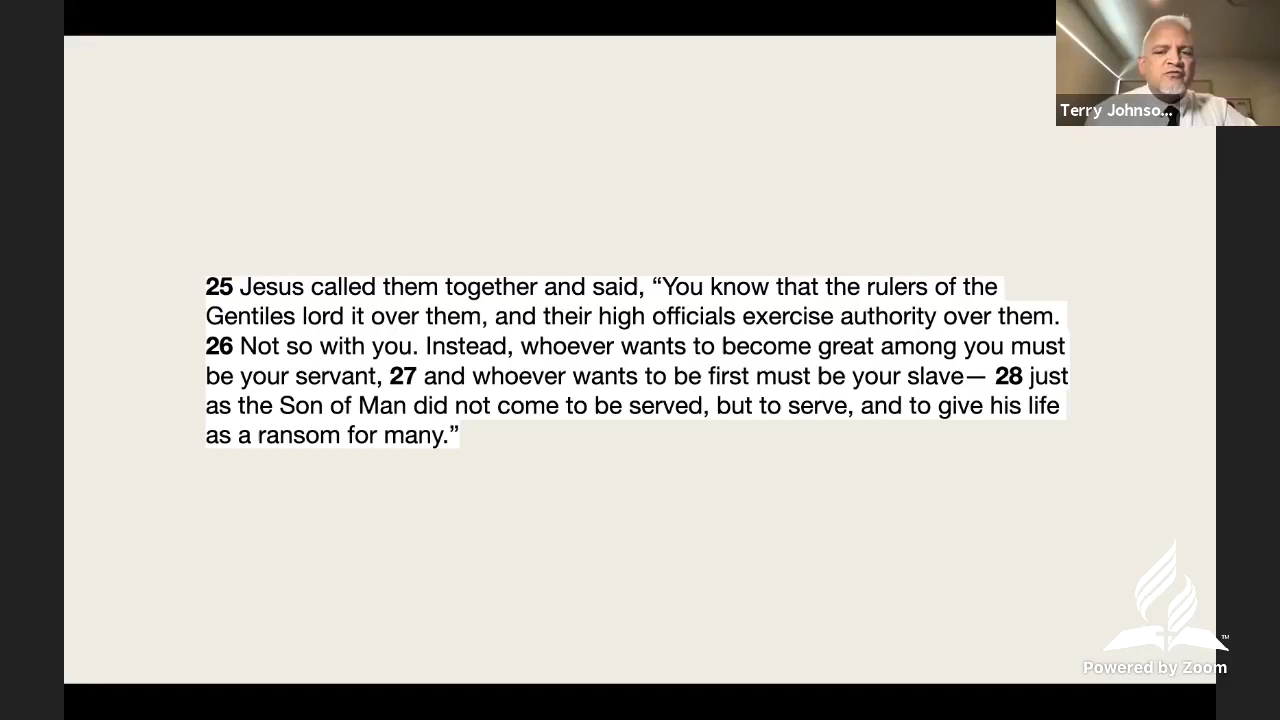 Terry Johnso...
25 Jesus called them together and said, “You know that the rulers of the
Gentiles lord it over them, and their high officials exercise authority over them.
26 Not so with you. Instead, whoever wants to become great among you must
be your servant, 27 and whoever wants to be first must be your slave— 28 just
as the Son of Man did not come to be served, but to serve, and to give his life
as a ransom for many.”
TM
Powered by Zoom